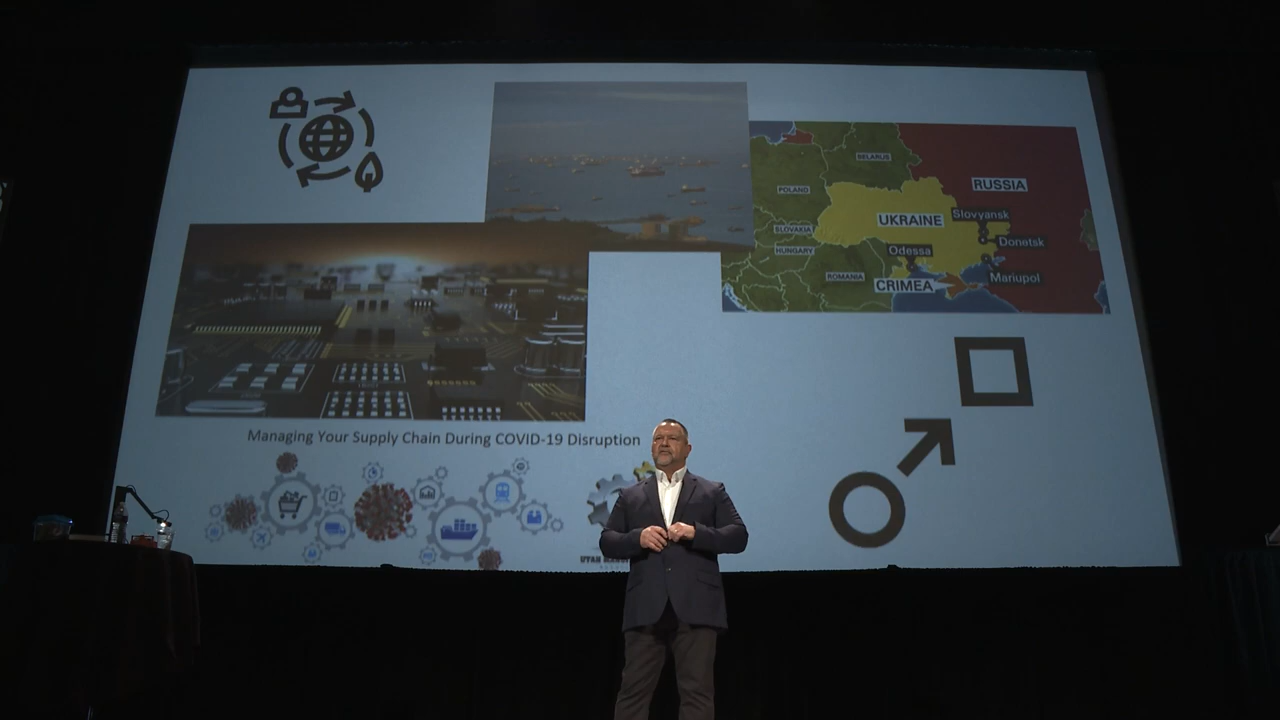 BELARUS
RUSSIA
POLAND
UKRAINE
Slovyansk
SLOVAKIA
Donetsk
HUNGARY
Odessa
ROMANIA
Mariupol
CRIMEA
Managing Your Supply Chain During COVID-19 Disruption
UTAH